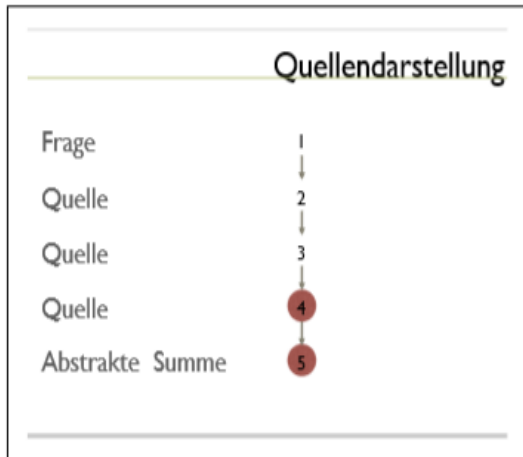 Quellendarstellung
Frage 1
Quelle 2
Quelle 3
Quelle 4
Abstrakte Summe 5